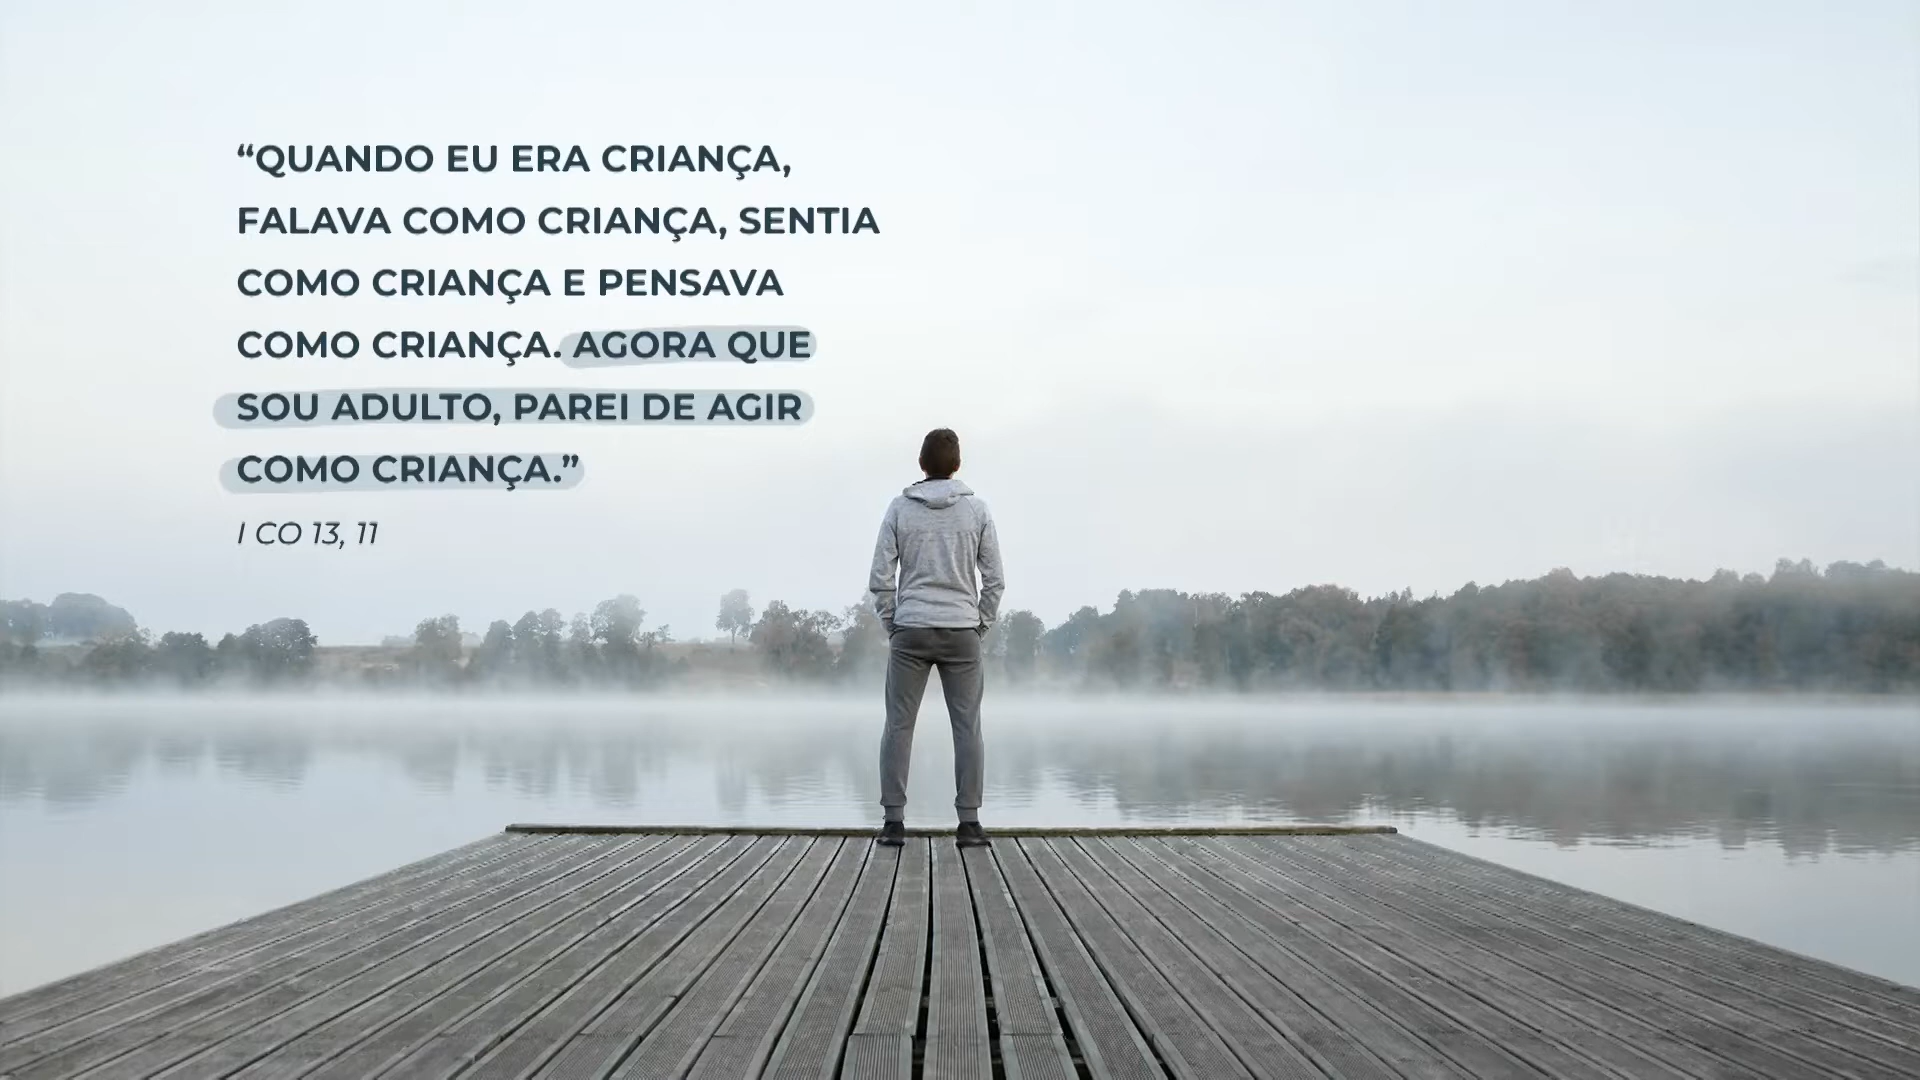 “QUANDO EU ERA CRIANÇA,
FALAVA COMO CRIANÇA, SENTIA
COMO CRIANÇA E PENSAVA
COMO CRIANÇA. AGORA QUE
SOU ADULTO, PAREI DE AGIR
COMO CRIANÇA.”
I CO 13, 11